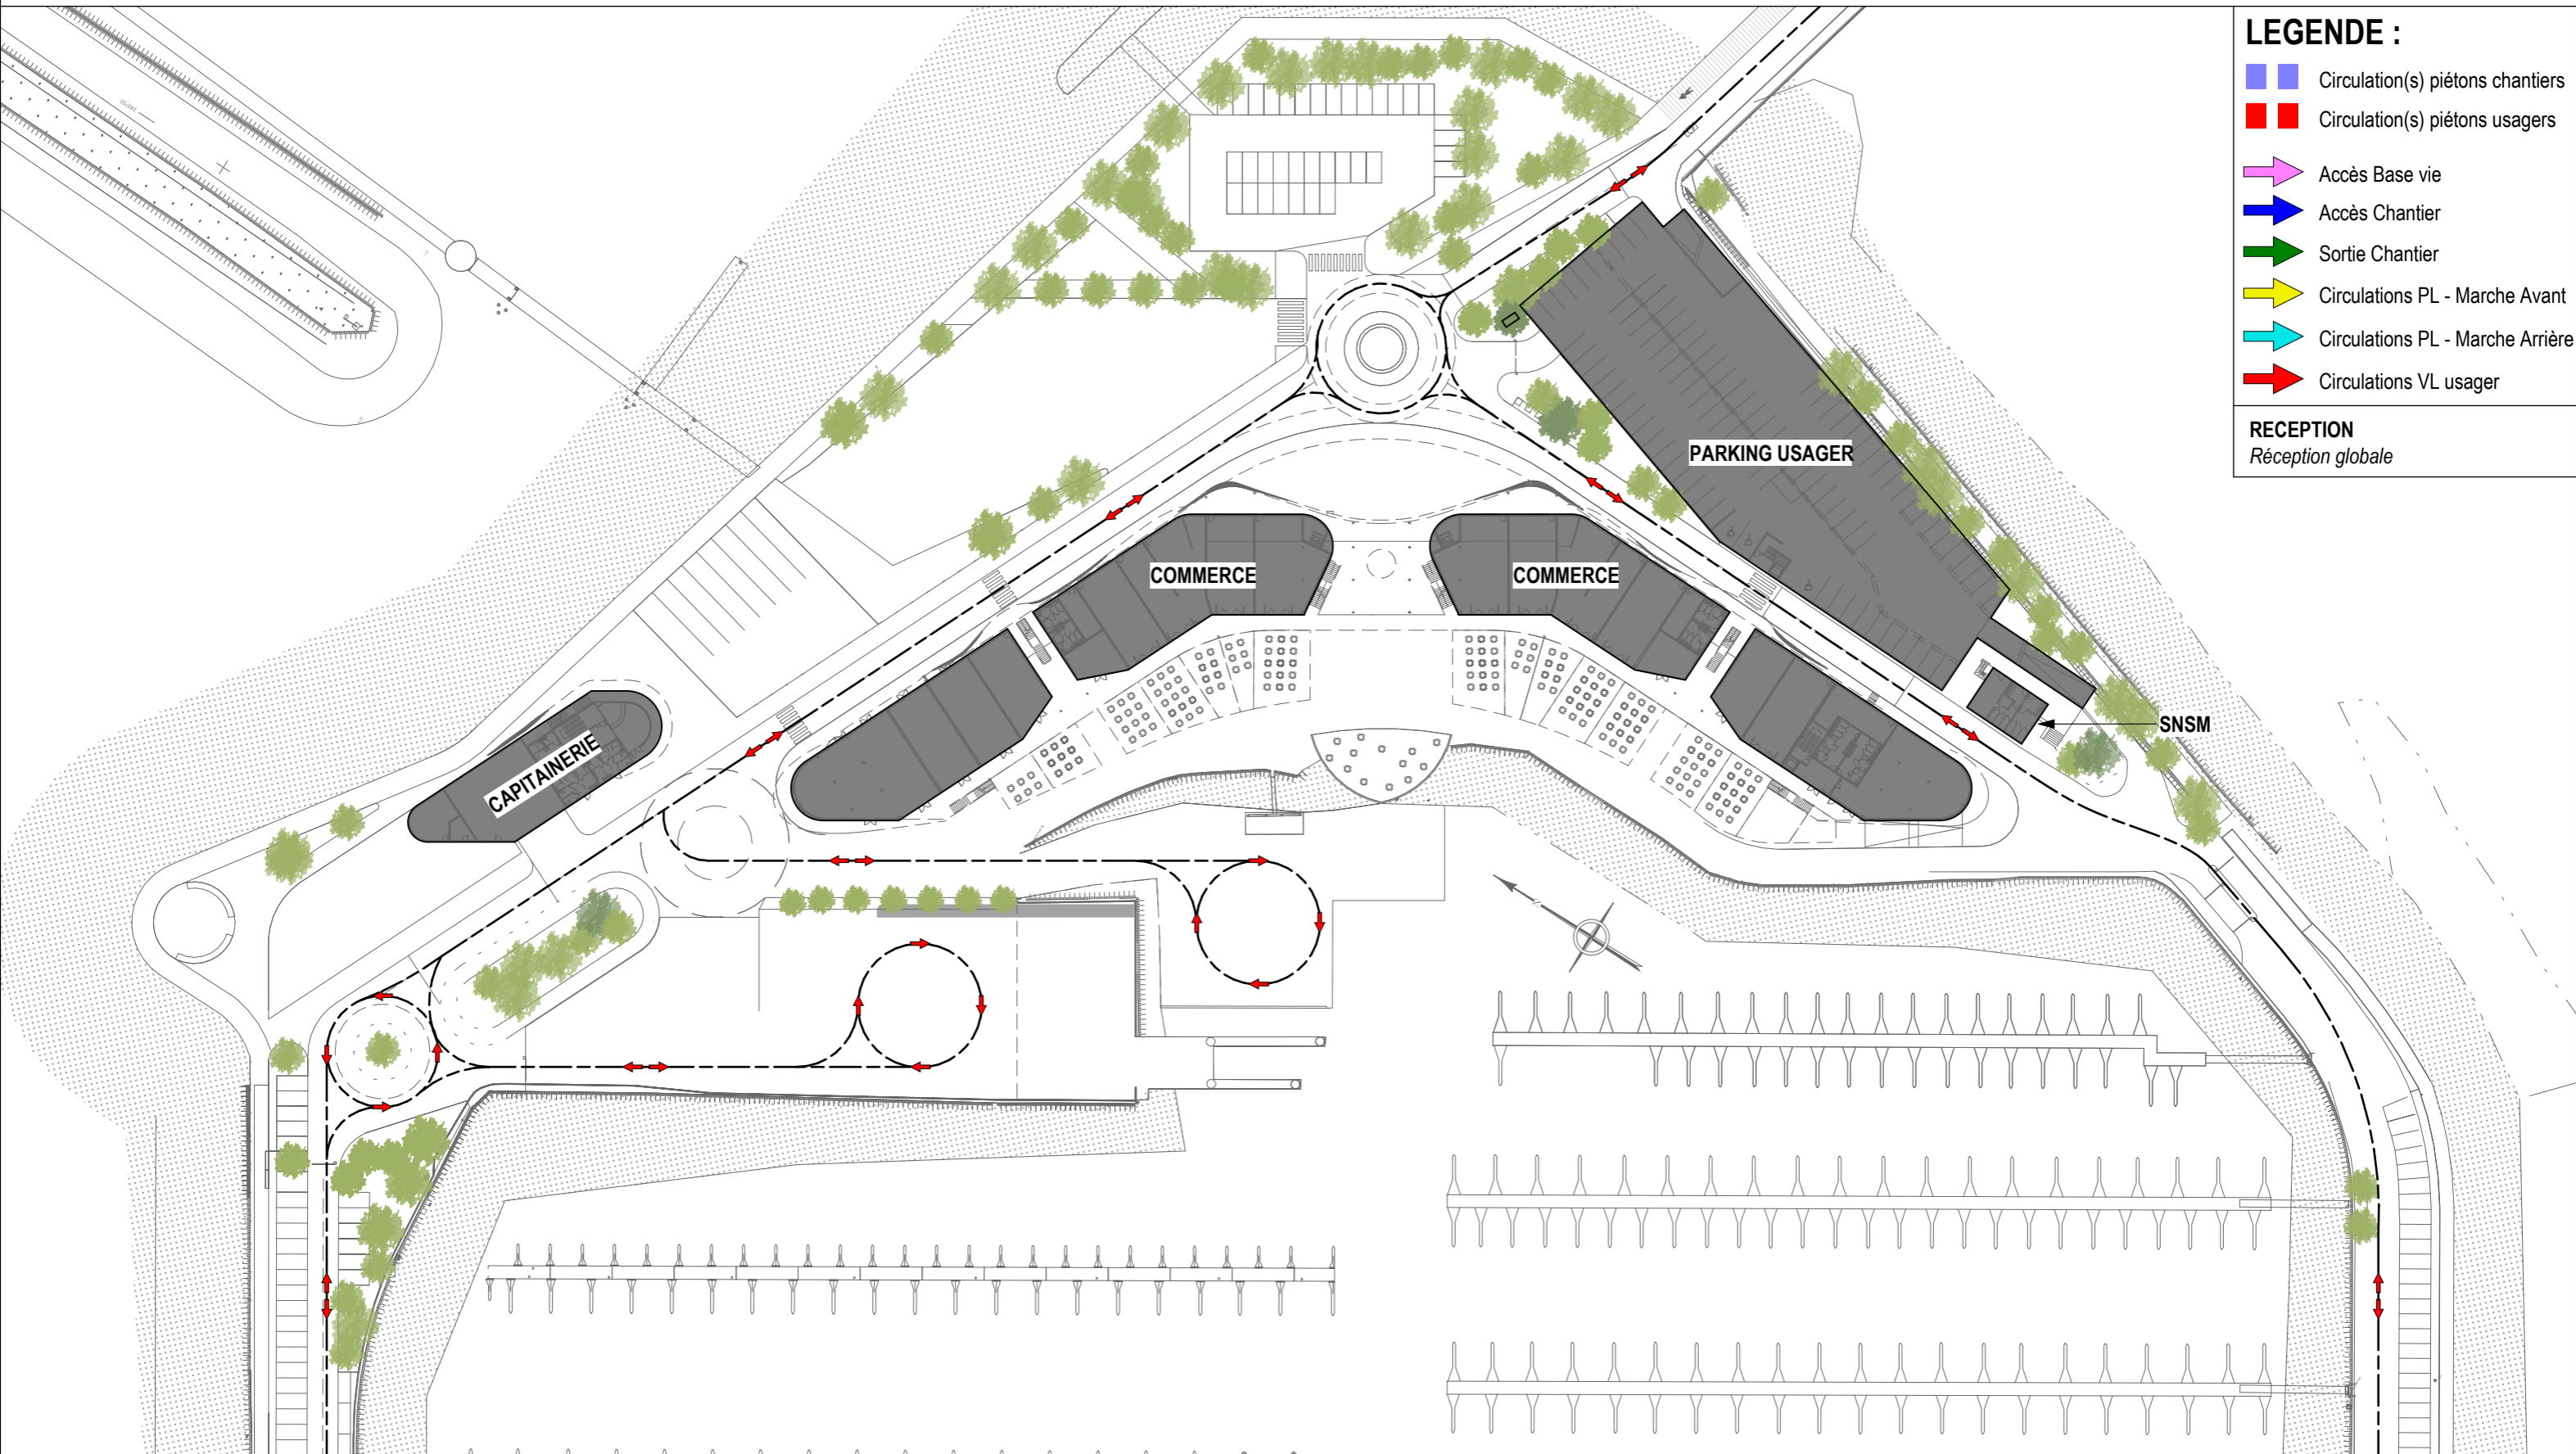 LEGENDE :
Circulation(s) piétons chantiers
Circulation(s) piétons usagers
Accès Base vie
Accès Chantier
Sortie Chantier
Circulations PL - Marche Avant
Circulations PL - Marche Arrière
Circulations VL usager
RECEPTION
Réception globale
PARKING USAGER
COMMERCE
COMMERCE
SNSM
CAPITAINERIE